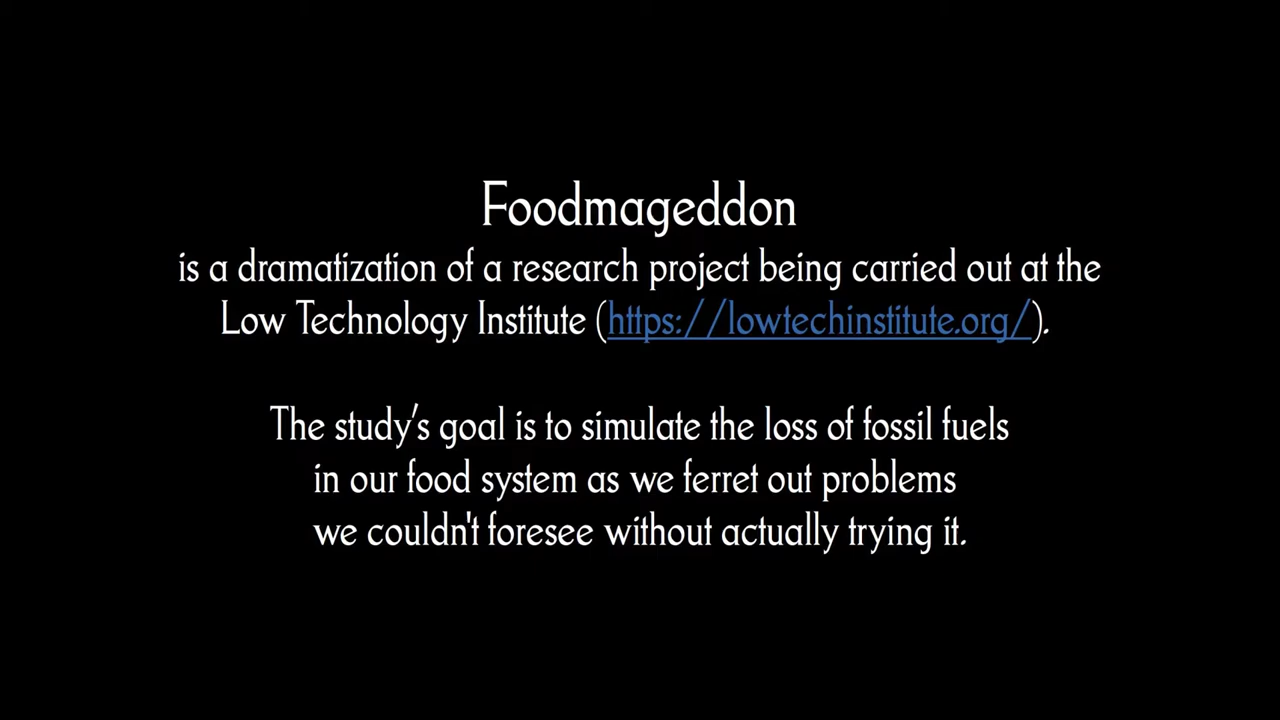 Foodmageddon
is a dramatization of a research project being carried out at the
Low Technology Institute (https://lowtechinstitute.org/).
The study's goal is to simulate the loss of fossil fuels
in our food system as we ferret out problems
we couldn't foresee without actually trying it.